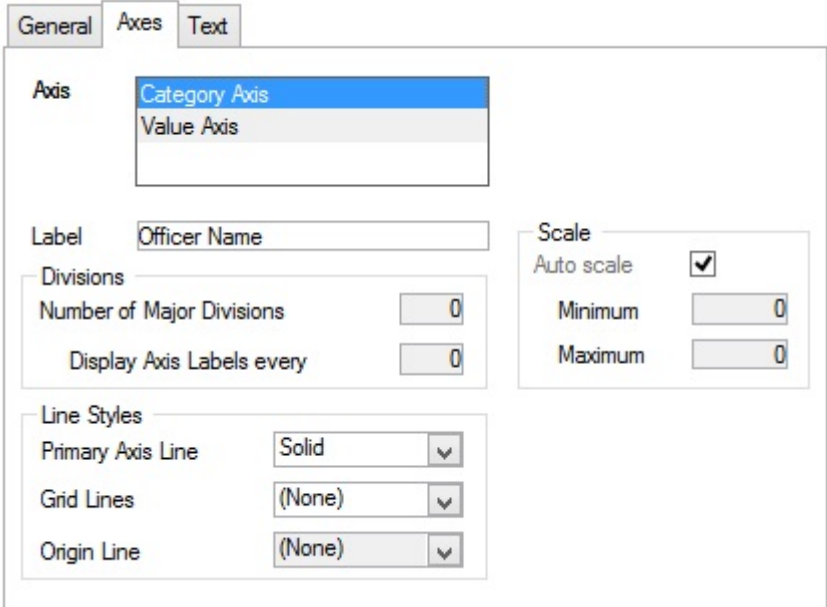 General Axes Text
Axis
Category Axis
Value Axis
Label Officer Name
Divisions
Number of Major Divisions 0
Display Axis Labels every 0
Scale
Auto scale
Minimum 0
Maximum 0
Line Styles
Primary Axis Line Solid
Grid Lines (None)
Origin Line (None)